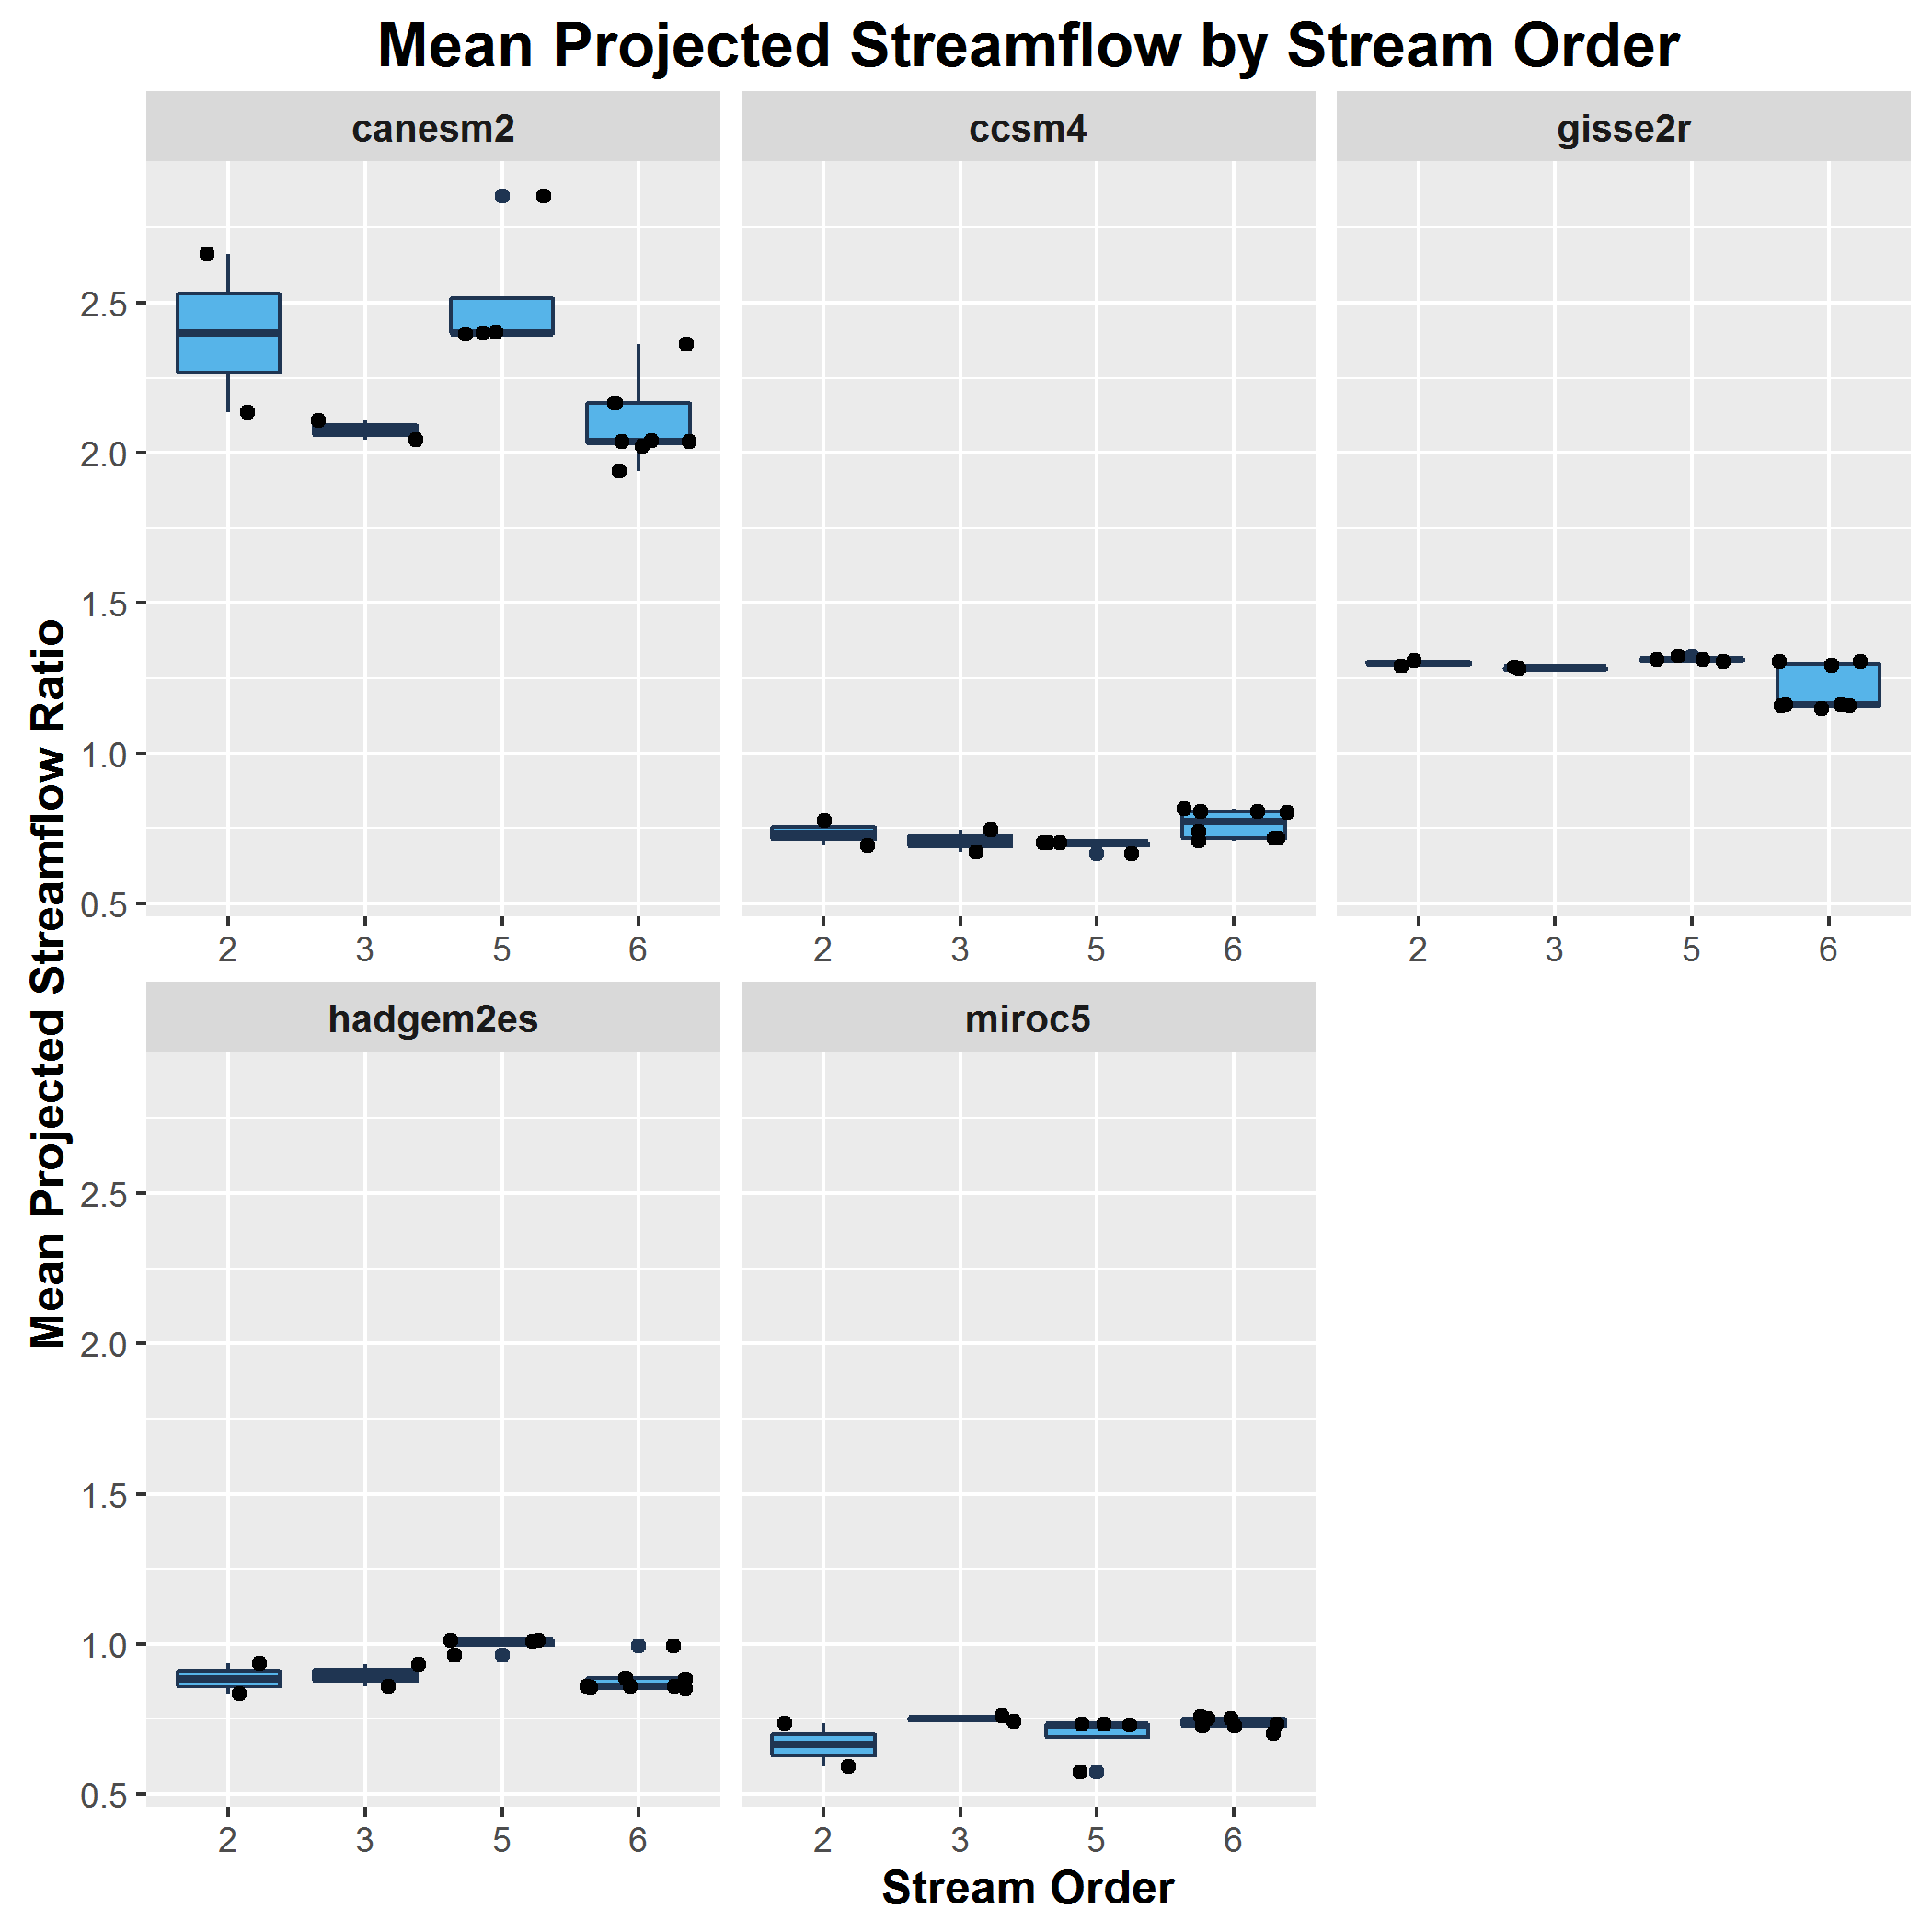 Mean Projected Streamflow by Stream Order
canesm2
ccsm4
gisse2r
2.5
2.0
1.5
1.0
0.5
2 3 5 6
2 3 5 6
2 3 5 6
Mean Projected Streamflow Ratio
hadgem2es
miroc5
2.5
2.0
1.5
1.0
0.5
2 3 5 6
2 3 5 6
Stream Order